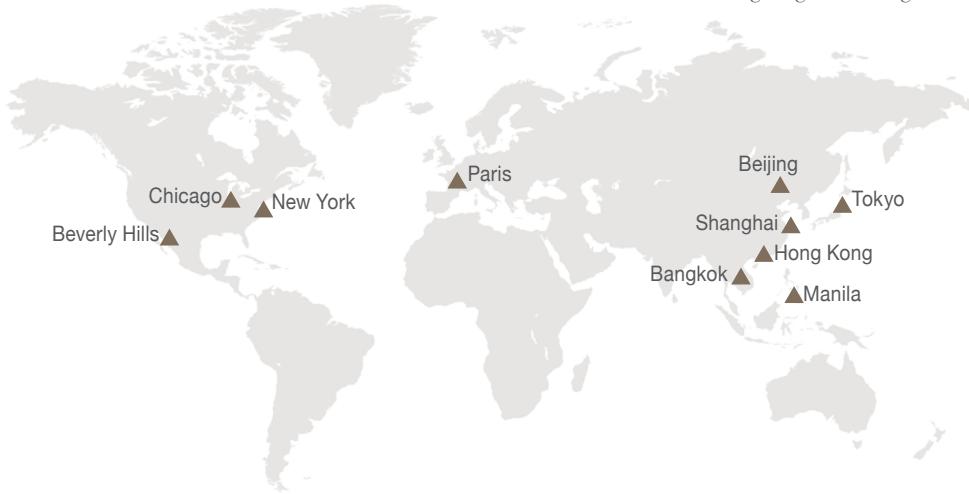 Paris
Beijing
Chicago
New York
Tokyo
Shanghai
Beverly Hills
Hong Kong
Bangkok
Manila